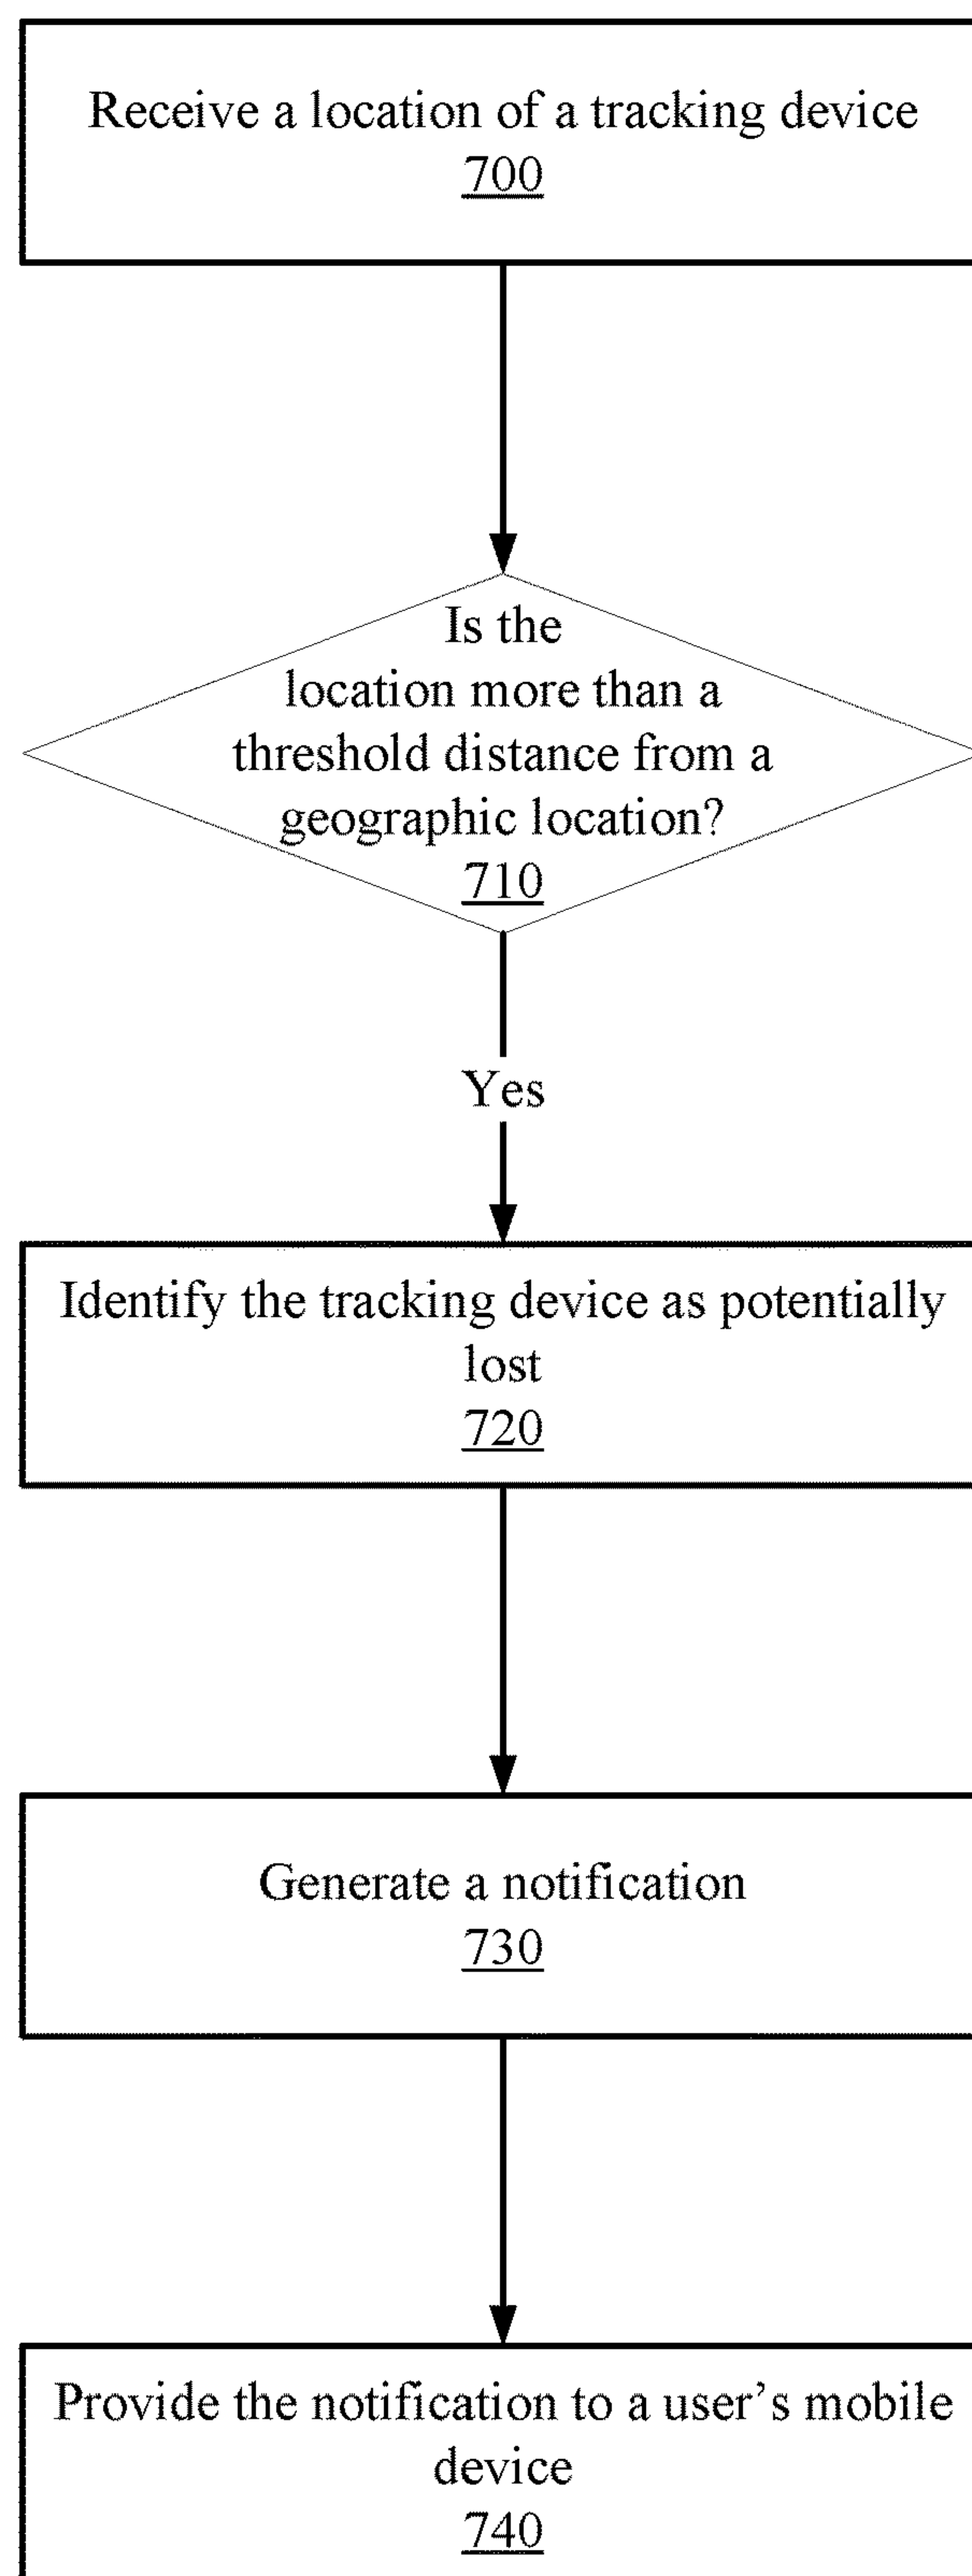 Receive a location of a tracking device
700
Is the
location more than a
threshold distance from a
geographic location?
710
Yes
Identify the tracking device as potentially
lost
720
Generate a notification
730
Provide the notification to a user’s mobile
device
740